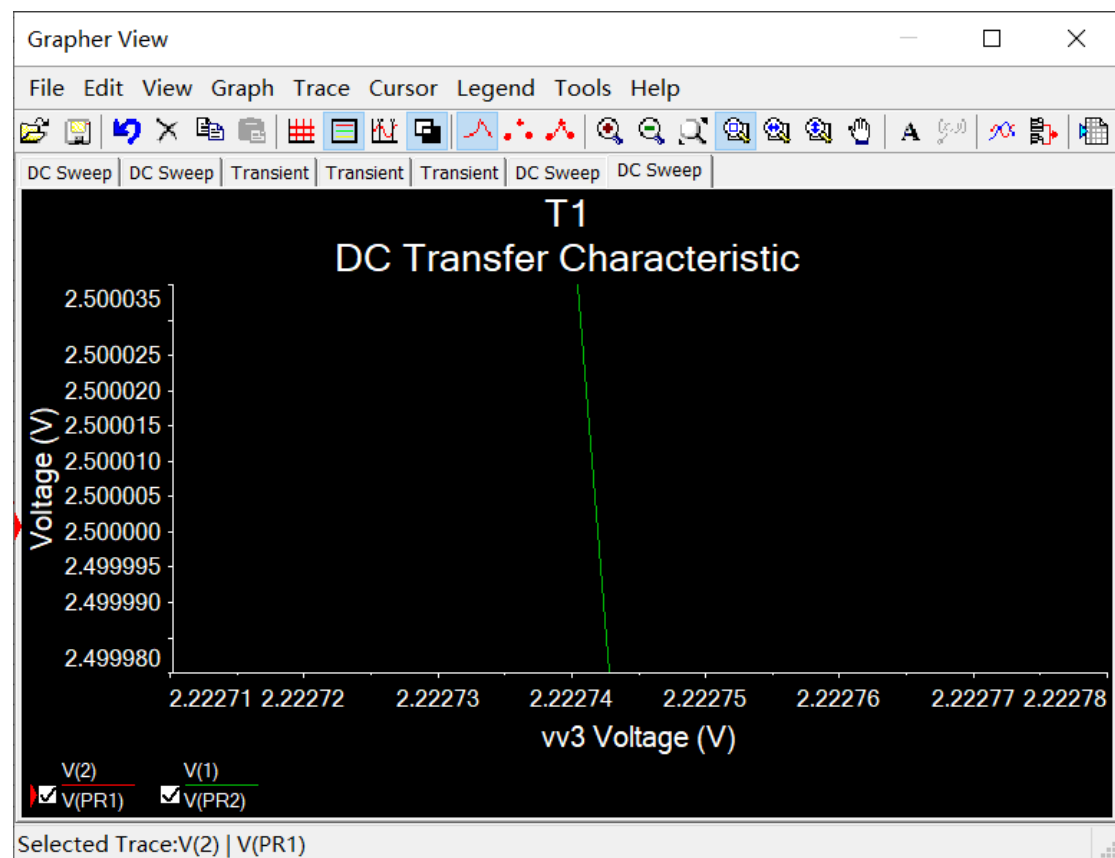 Grapher View
File Edit View Graph Trace Cursor Legend Tools Help
A
DC Sweep DC Sweep Transient Transient Transient DC Sweep DC Sweep
T1
DC Transfer Characteristic
Voltage (V)
2.500035
2.500025
2.500020
2.500015
2.500010
2.500005
2.500000
2.499995
2.499990
2.499980
2.22271 2.22272 2.22273 2.22274 2.22275 2.22276 2.22277 2.22278
vv3 Voltage (V)
V(2) V(1)
V(PR1) V(PR2)
Selected Trace:V(2) | V(PR1)